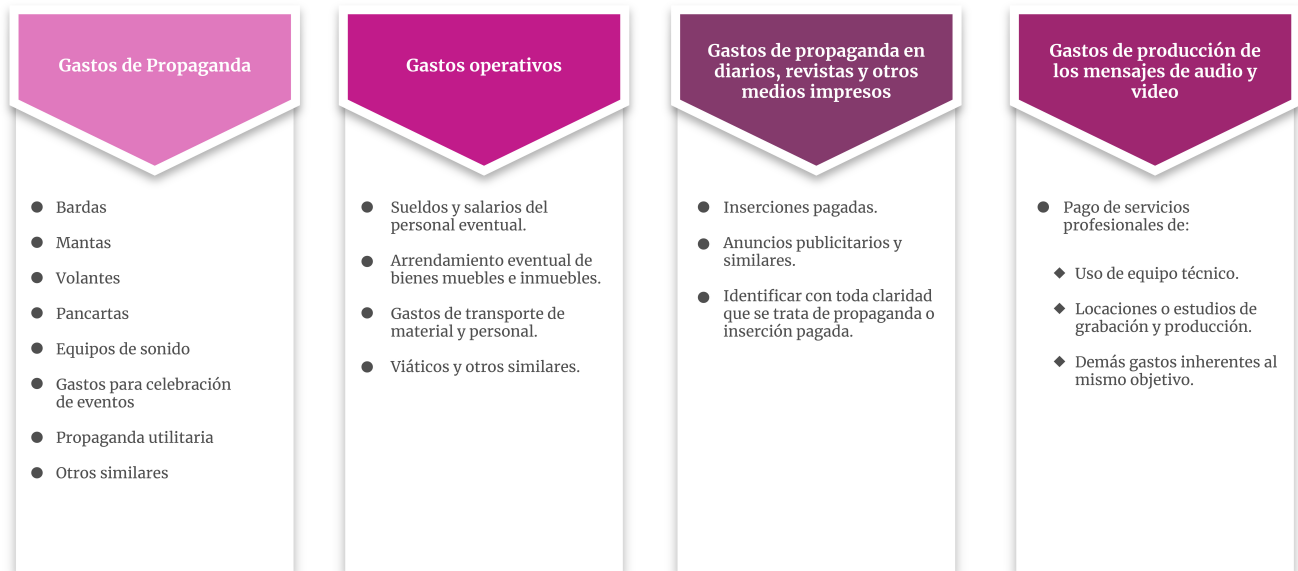 Gastos de Propaganda
Bardas
Mantas
Volantes
Pancartas
Equipos de sonido
Gastos para celebración
de eventos
Propaganda utilitaria
Otros similares
Gastos operativos
Sueldos y salarios del
personal eventual.
Arrendamiento eventual de
bienes muebles e inmuebles.
Gastos de transporte de
material y personal.
Viáticos y otros similares.
Gastos de propaganda en
diarios, revistas y otros
medios impresos
Inserciones pagadas.
Anuncios publicitarios y
similares.
Identificar con toda claridad
que se trata de propaganda o
inserción pagada.
Gastos de producción de
los mensajes de audio y
video
Pago de servicios
profesionales de:
Uso de equipo técnico.
Locaciones o estudios de
grabación y producción.
Demás gastos inherentes al
mismo objetivo.